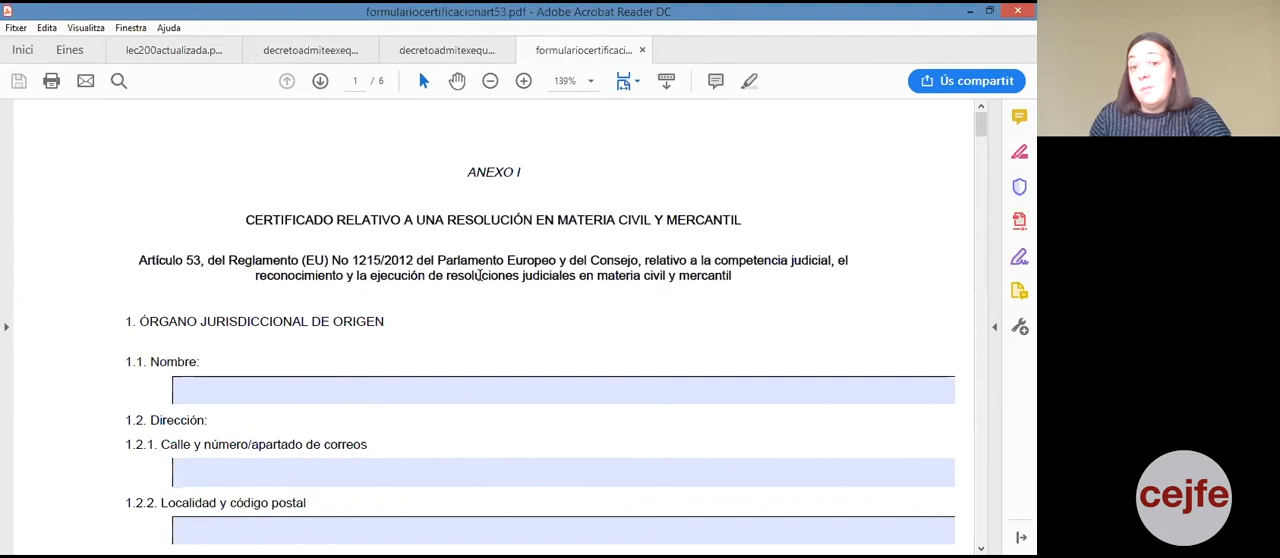 formulariocertificacionart53.pdf - Adobe Acrobat Reader DC
Fitxer Edita Visualitza Finestra Ajuda
Inici Eines lec200actualizada.p... decretoadmiteexeq... decretoadmitexequ... formulariocertificaci... ×
1 / 6 139% Ús compartit
ANEXO I
CERTIFICADO RELATIVO A UNA RESOLUCIÓN EN MATERIA CIVIL Y MERCANTIL
Artículo 53, del Reglamento (EU) No 1215/2012 del Parlamento Europeo y del Consejo, relativo a la competencia judicial, el
reconocimiento y la ejecución de resoluciones judiciales en materia civil y mercantil
1. ÓRGANO JURISDICCIONAL DE ORIGEN
1.1. Nombre:
1.2. Dirección:
1.2.1. Calle y número/apartado de correos
1.2.2. Localidad y código postal
cejfe